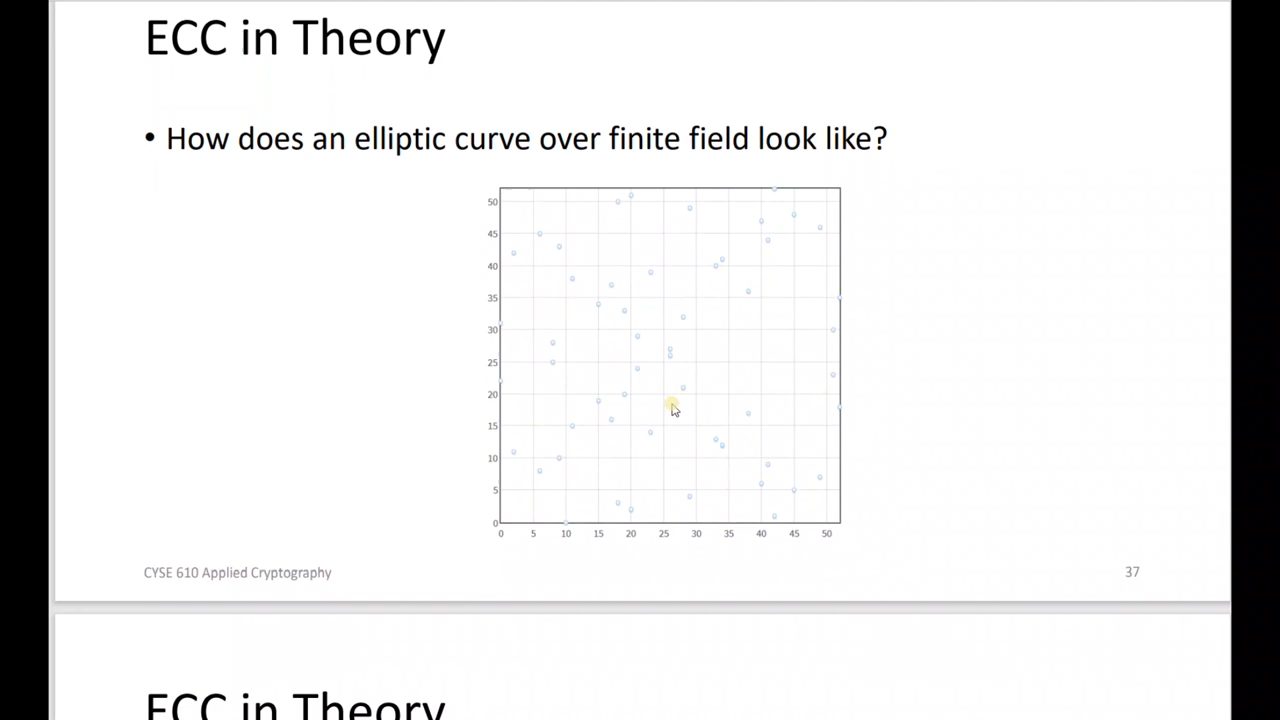 ECC in Theory
• How does an elliptic curve over finite field look like?
50
45
40
35
30
25
20
15
10
5
0
0 5 10 15 20 25 30 35 40 45 50
CYSE 610 Applied Cryptography 37
ECC in Theory